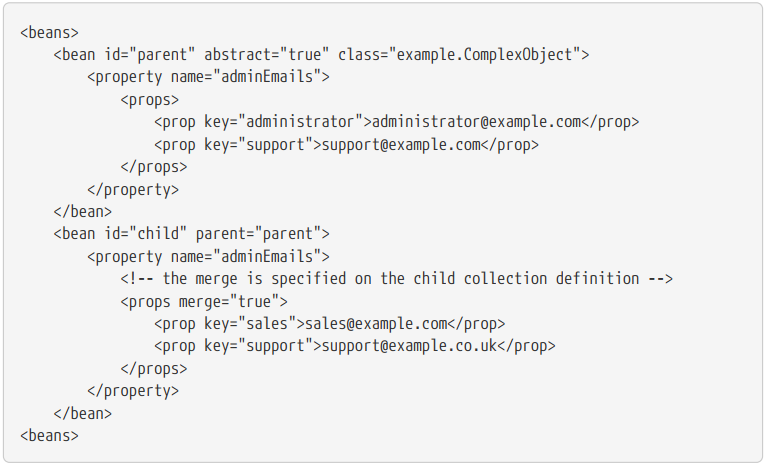 <beans>
    <bean id="parent" abstract="true" class="example.ComplexObject">
        <property name="adminEmails">
            <props>
                <prop key="administrator">administrator@example.com</prop>
                <prop key="support">support@example.com</prop>
            </props>
        </property>
    </bean>
    <bean id="child" parent="parent">
        <property name="adminEmails">
            <!-- the merge is specified on the child collection definition -->
            <props merge="true">
                <prop key="sales">sales@example.com</prop>
                <prop key="support">support@example.co.uk</prop>
            </props>
        </property>
    </bean>
<beans>